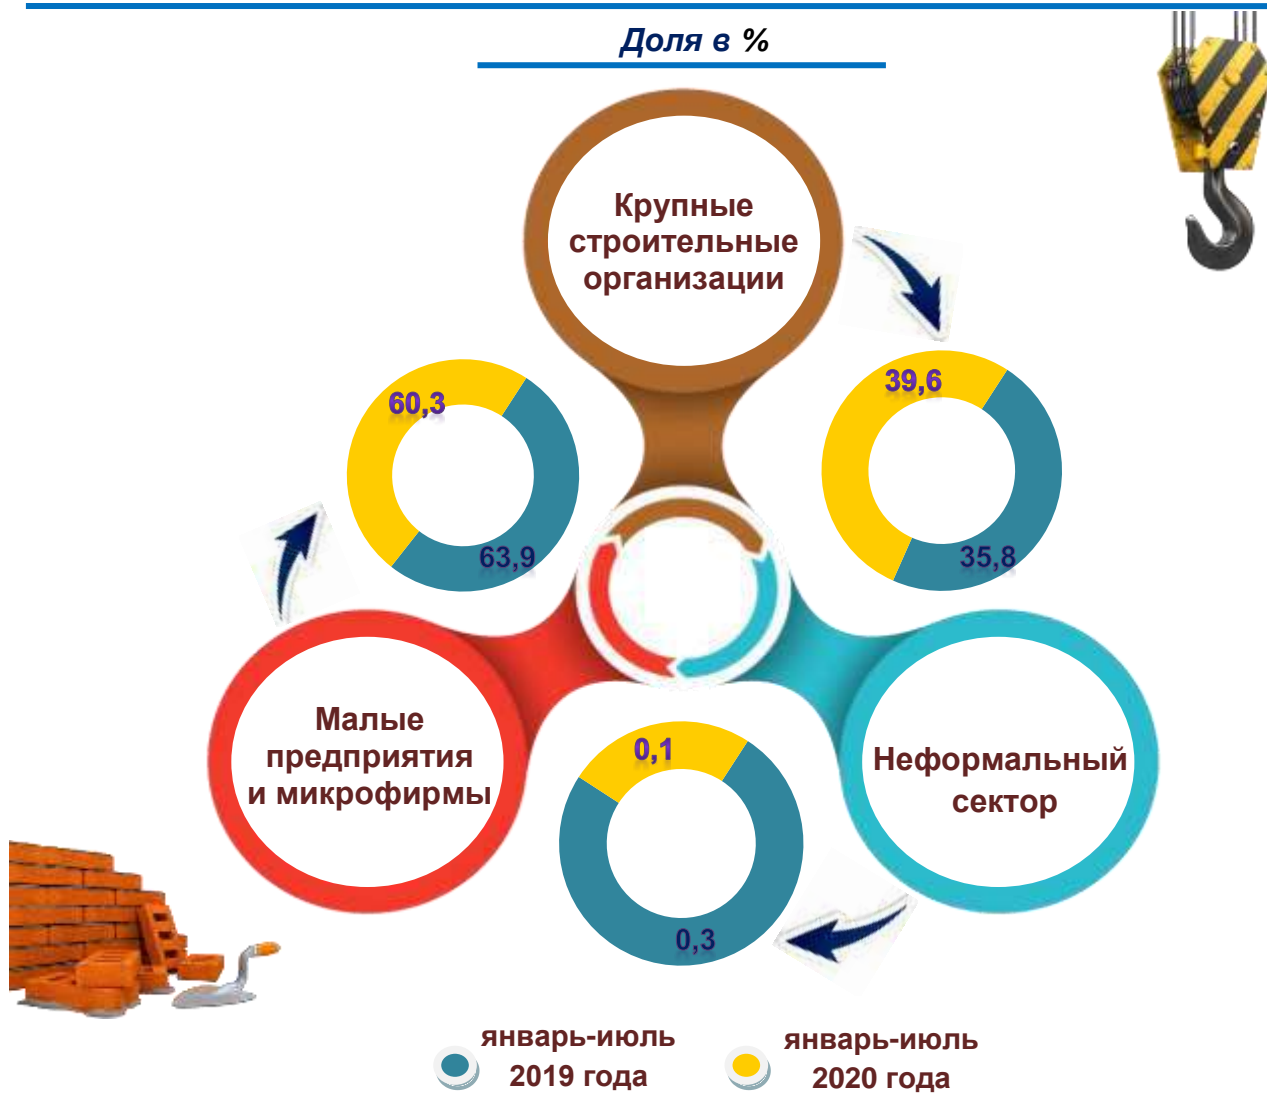 Доля в %
Крупные
строительные
организации
60,3
63,9
39,6
35,8
Малые
предприятия
и микрофирмы
0,1
0,3
Неформальный
сектор
январь-июль
2019 года
январь-июль
2020 года